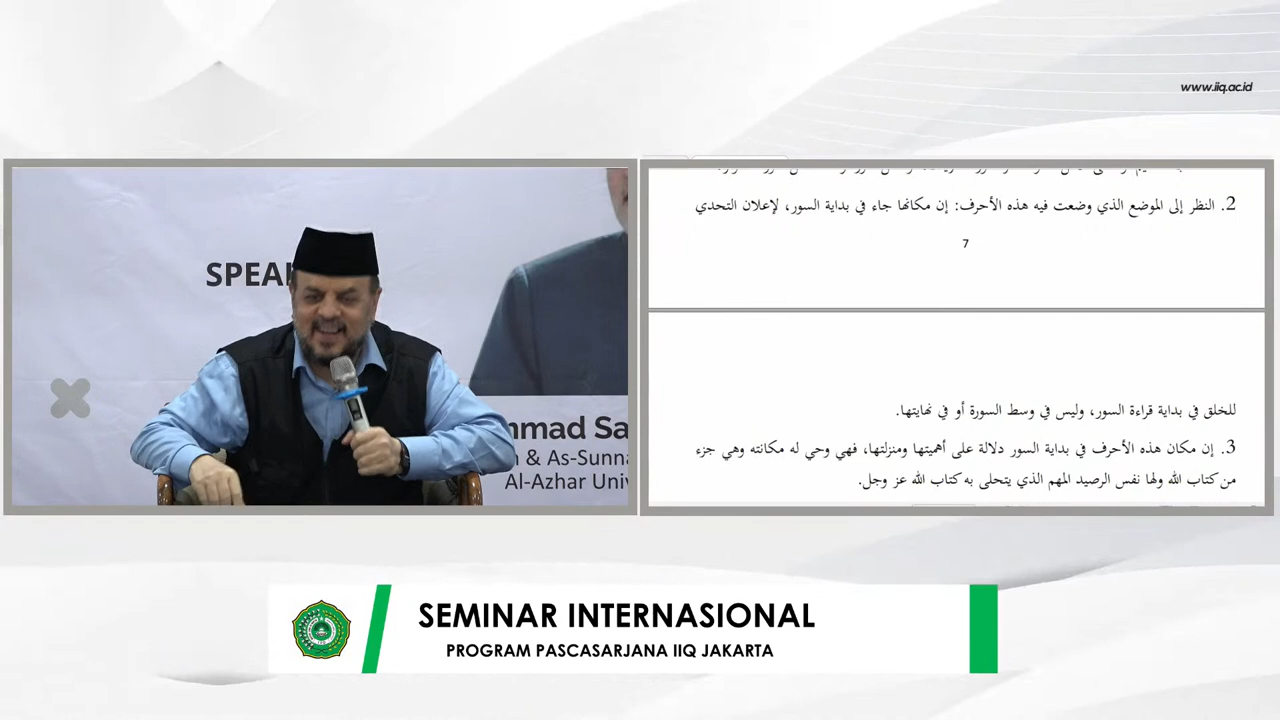 www.iiq.ac.id
SPEA
mmad Sa
n & As-Sunna
Al-Azhar Univ
2. النظر إلى الموضع الذي وضعت فيه هذه الأحرف: إن مكانها جاء في بداية السور، لإعلان التحدي
7
للخلق في بداية قراءة السور، وليس في وسط السورة أو في نهايتها.
3. إن مكان هذه الأحرف في بداية السور دلالة على أهميتها ومنزلتها، فهي وحي له مكانته وهي جزء
من كتاب الله ولها نفس الرصيد المهم الذي يتحلى به كتاب الله عز وجل.
SEMINAR INTERNASIONAL
PROGRAM PASCASARJANA IIQ JAKARTA